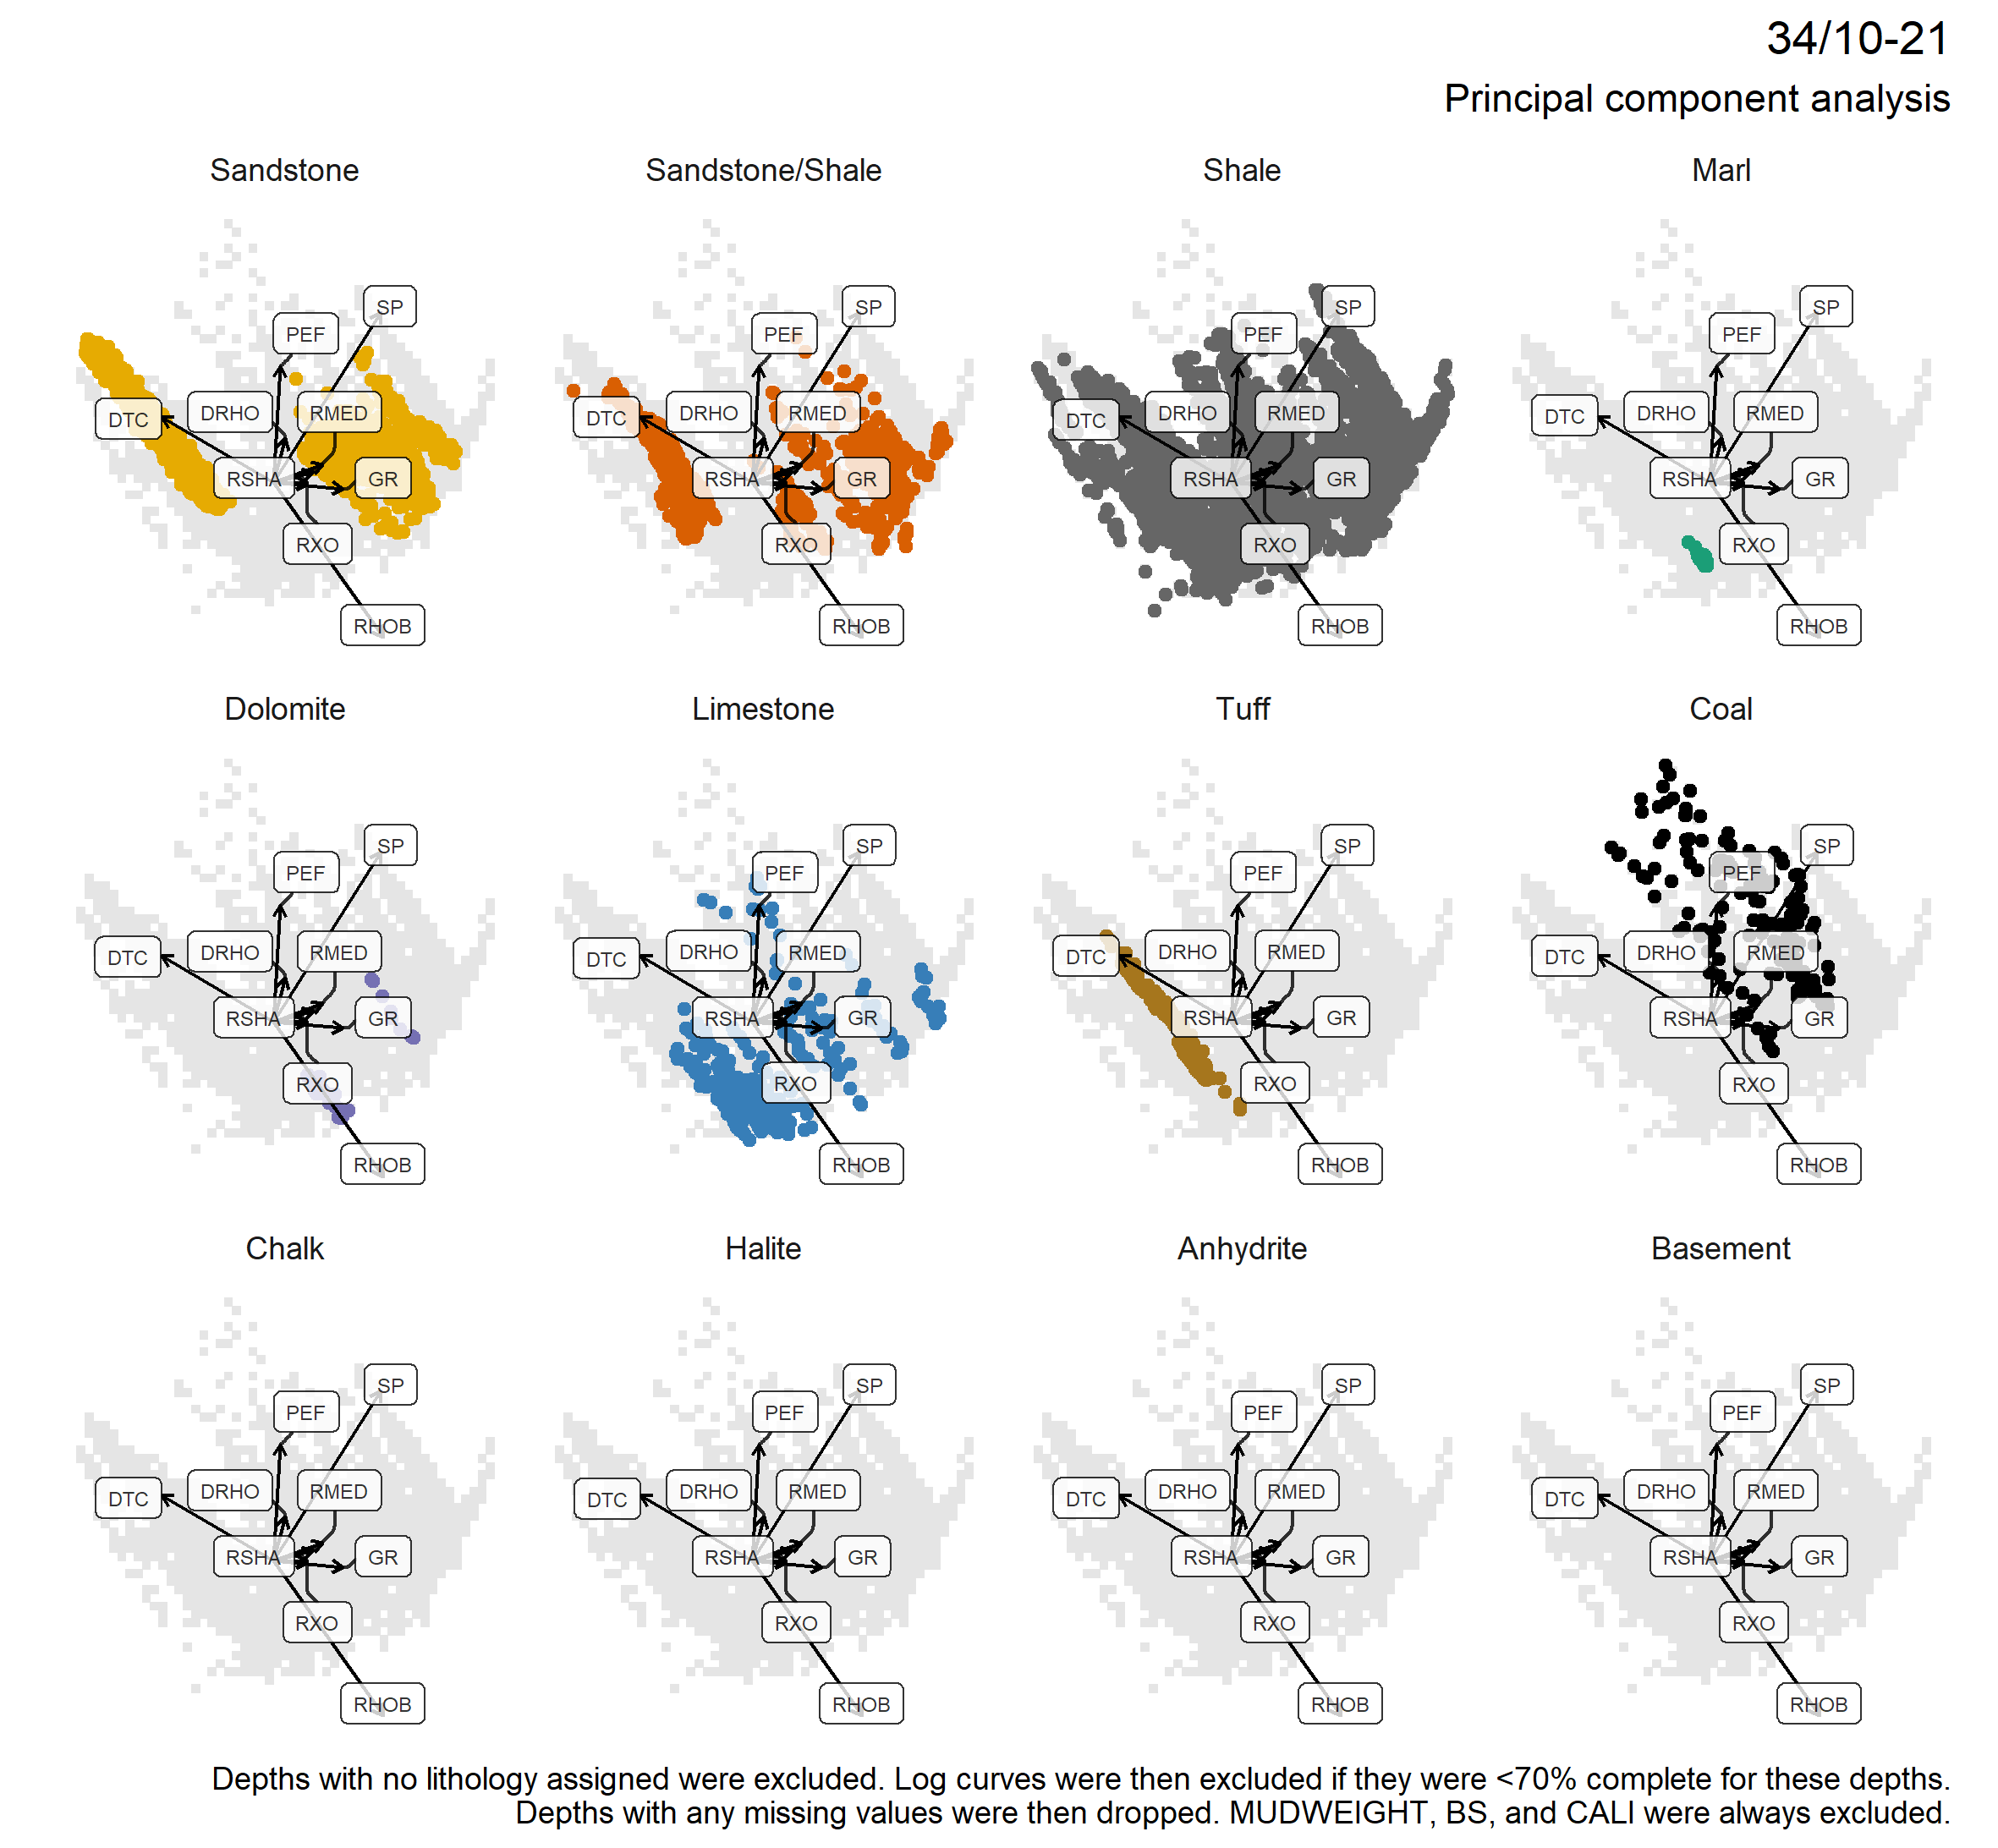 34/10-21
Principal component analysis
Sandstone
Sandstone/Shale
Shale
Marl
SP
PEF
DTC
DRHO
RMED
RSHA
GR
RXO
RHOB
SP
PEF
DTC
DRHO
RMED
RSHA
GR
RXO
RHOB
SP
PEF
DTC
DRHO
RMED
RSHA
GR
RXO
RHOB
SP
PEF
DTC
DRHO
RMED
RSHA
GR
RXO
RHOB
Dolomite
Limestone
Tuff
Coal
SP
PEF
DTC
DRHO
RMED
RSHA
GR
RXO
RHOB
SP
PEF
DTC
DRHO
RMED
RSHA
GR
RXO
RHOB
SP
PEF
DTC
DRHO
RMED
RSHA
GR
RXO
RHOB
SP
PEF
DTC
DRHO
RMED
RSHA
GR
RXO
RHOB
Chalk
Halite
Anhydrite
Basement
SP
PEF
DTC
DRHO
RMED
RSHA
GR
RXO
RHOB
SP
PEF
DTC
DRHO
RMED
RSHA
GR
RXO
RHOB
SP
PEF
DTC
DRHO
RMED
RSHA
GR
RXO
RHOB
SP
PEF
DTC
DRHO
RMED
RSHA
GR
RXO
RHOB
Depths with no lithology assigned were excluded. Log curves were then excluded if they were <70% complete for these depths.
Depths with any missing values were then dropped. MUDWEIGHT, BS, and CALI were always excluded.